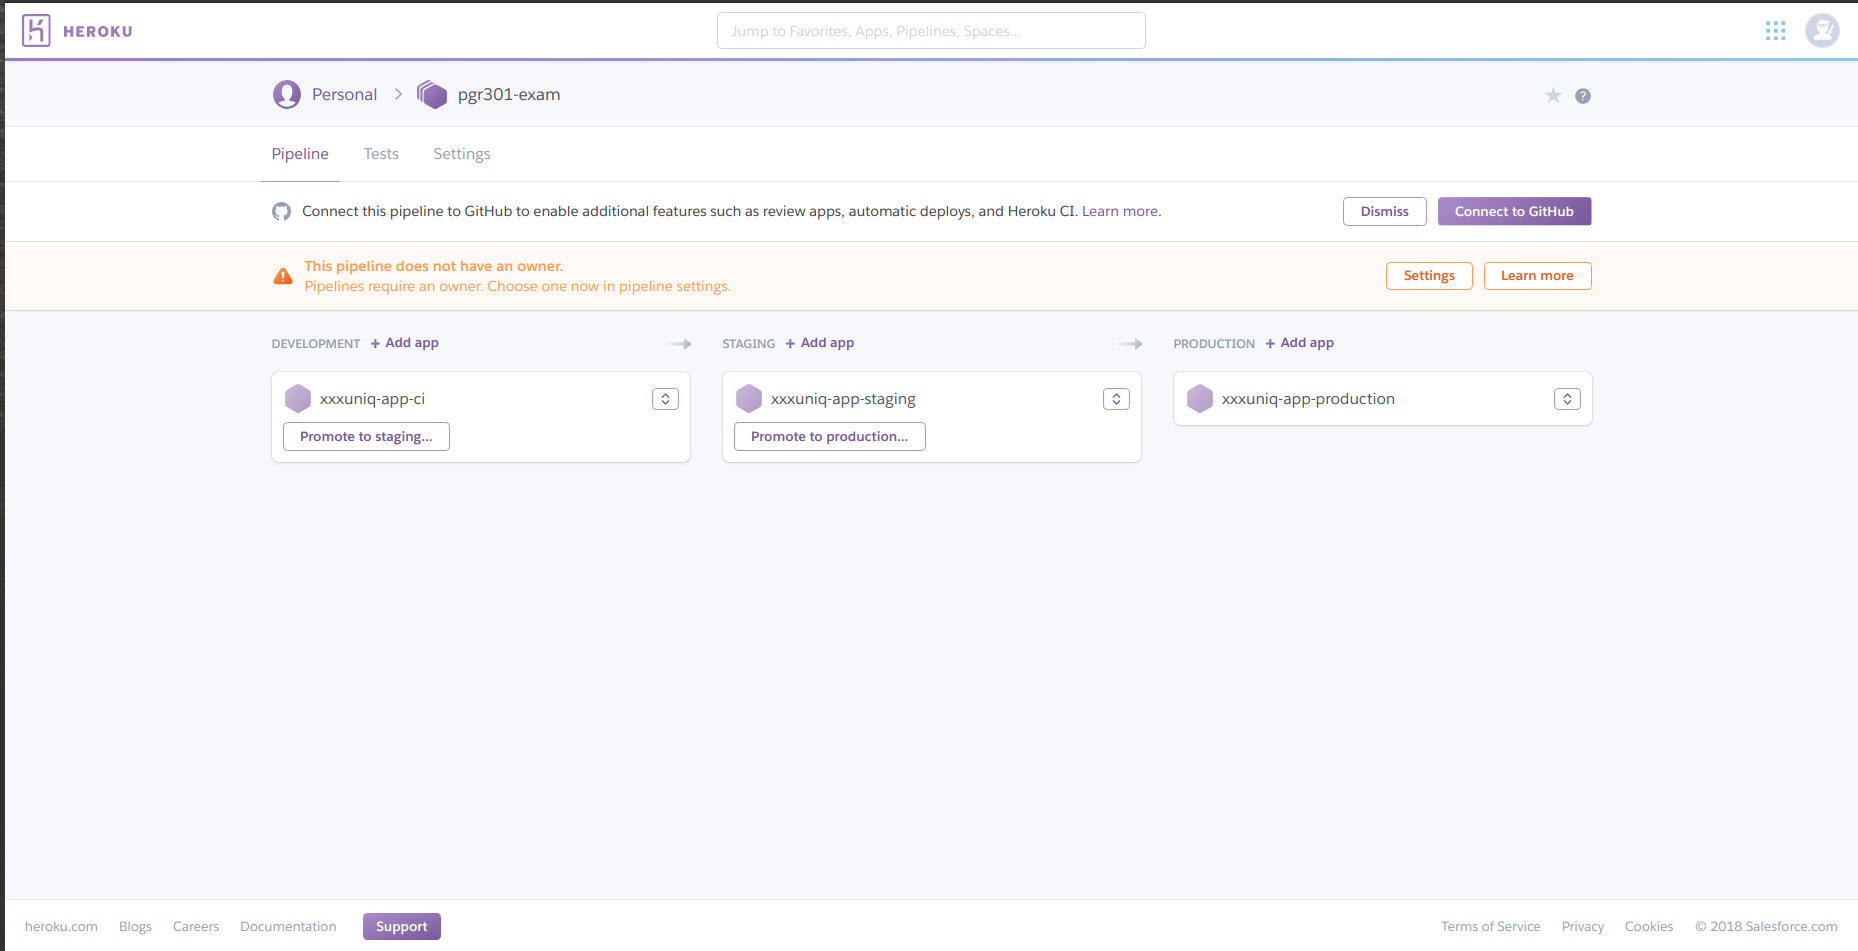 HEROKU
Jump to Favorites, Apps, Pipelines, Spaces...
Personal > pgr301-exam
?
Pipeline Tests Settings
Connect this pipeline to GitHub to enable additional features such as review apps, automatic deploys, and Heroku CI. Learn more.
Dismiss Connect to GitHub
This pipeline does not have an owner.
Pipelines require an owner. Choose one now in pipeline settings.
Settings Learn more
DEVELOPMENT + Add app
STAGING + Add app
PRODUCTION + Add app
xxxuniq-app-ci
Promote to staging...
xxxuniq-app-staging
Promote to production...
xxxuniq-app-production
heroku.com Blogs Careers Documentation Support
Terms of Service Privacy Cookies © 2018 Salesforce.com